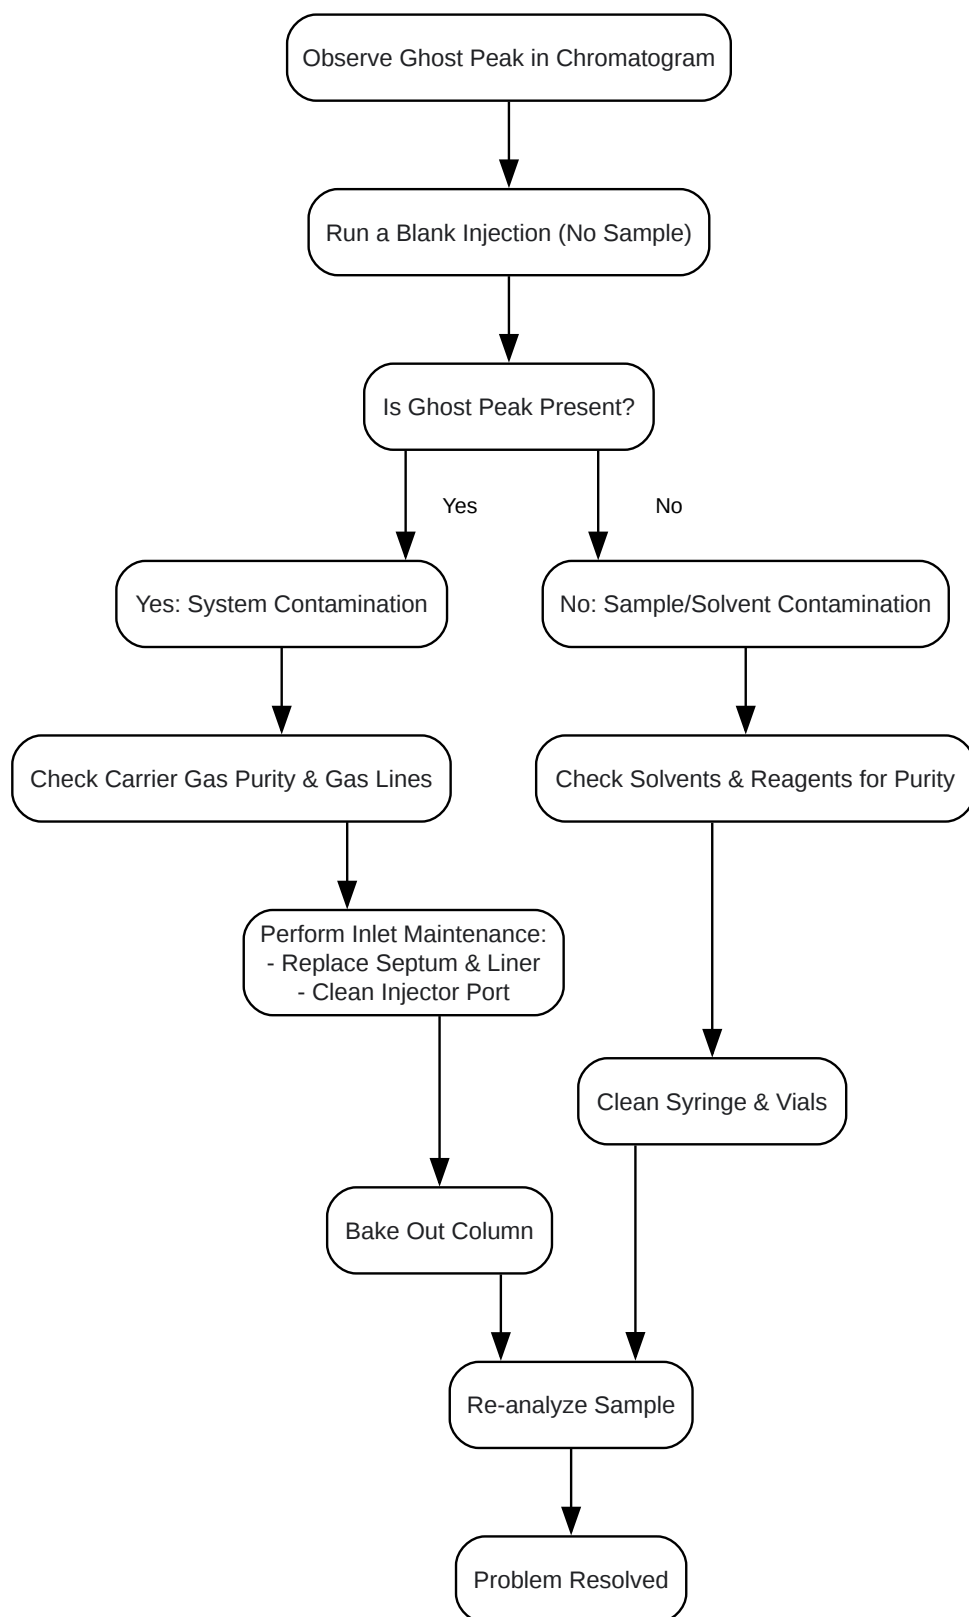 Observe Ghost Peak in Chromatogram
Run a Blank Injection (No Sample)
Is Ghost Peak Present?
Yes
No
Yes: System Contamination
No: Sample/Solvent Contamination
Check Carrier Gas Purity & Gas Lines
Check Solvents & Reagents for Purity
Perform Inlet Maintenance:
- Replace Septum & Liner
- Clean Injector Port
Clean Syringe & Vials
Bake Out Column
Re-analyze Sample
Problem Resolved